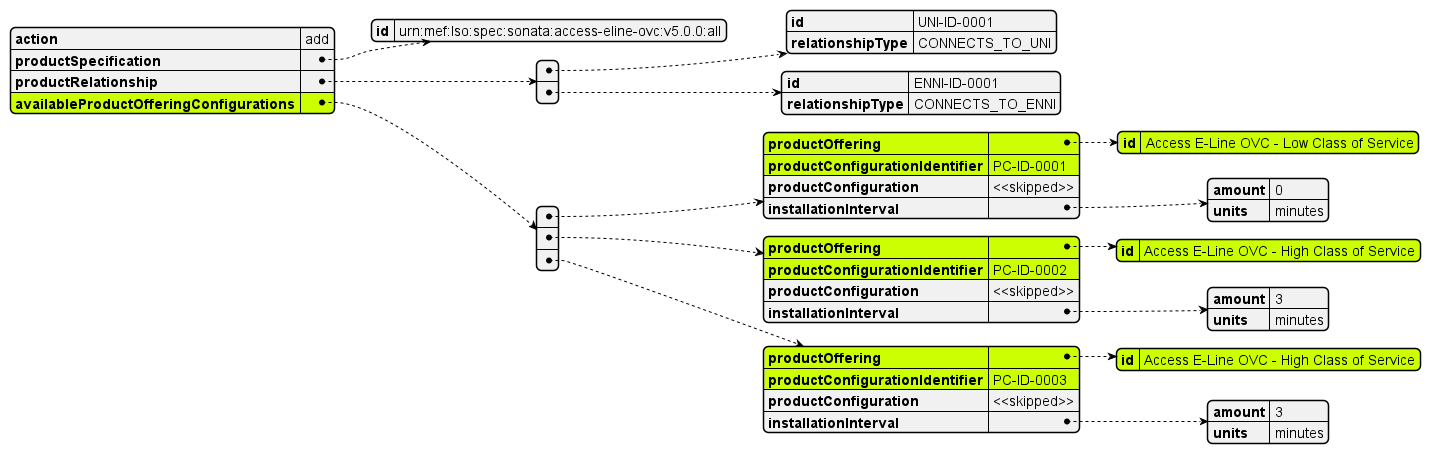 action add
productSpecification
productRelationship
availableProductOfferingConfigurations
id urn:mef:lso:spec:sonata:access-eline-ovc:v5.0.0:all
id UNI-ID-0001
relationshipType CONNECTS_TO_UNI
id ENNI-ID-0001
relationshipType CONNECTS_TO_ENNI
productOffering
productConfigurationIdentifier PC-ID-0001
productConfiguration <<skipped>>
installationInterval
id Access E-Line OVC - Low Class of Service
amount 0
units minutes
productOffering
productConfigurationIdentifier PC-ID-0002
productConfiguration <<skipped>>
installationInterval
id Access E-Line OVC - High Class of Service
amount 3
units minutes
productOffering
productConfigurationIdentifier PC-ID-0003
productConfiguration <<skipped>>
installationInterval
id Access E-Line OVC - High Class of Service
amount 3
units minutes